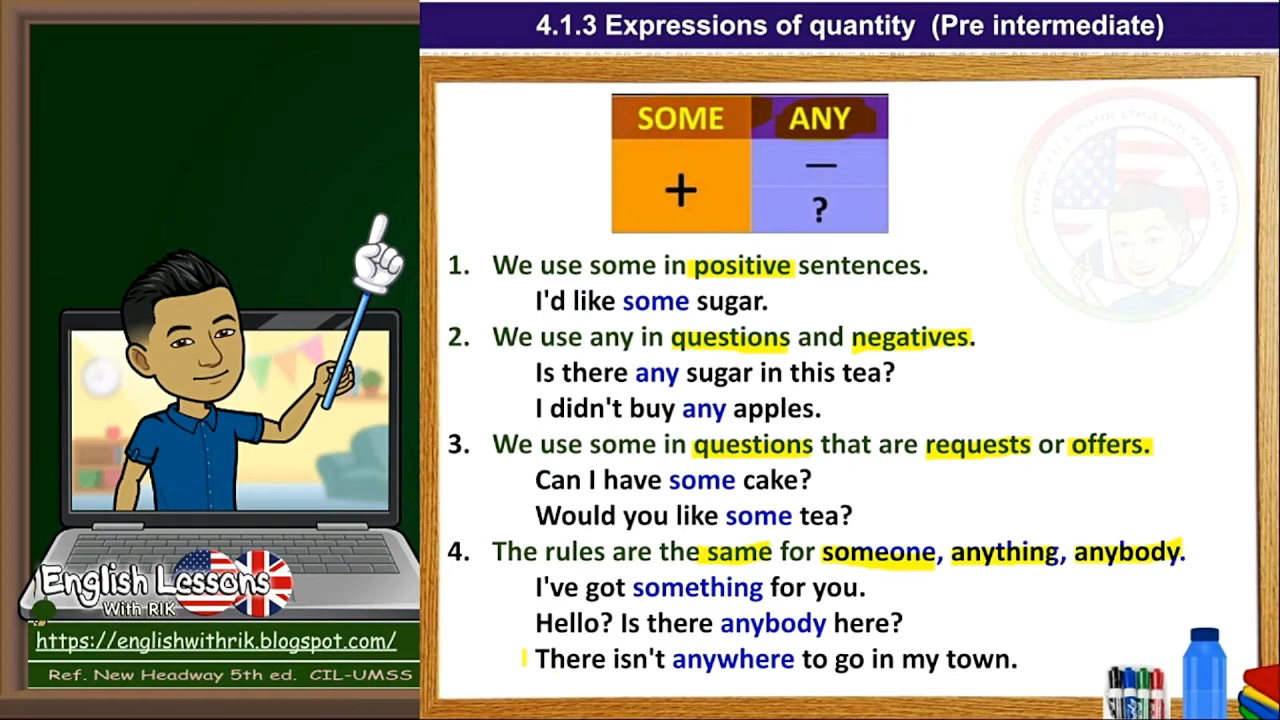 4.1.3 Expressions of quantity (Pre intermediate)
SOME ANY
+ —
?
1. We use some in positive sentences.
I'd like some sugar.
2. We use any in questions and negatives.
Is there any sugar in this tea?
I didn't buy any apples.
3. We use some in questions that are requests or offers.
Can I have some cake?
Would you like some tea?
4. The rules are the same for someone, anything, anybody.
I've got something for you.
Hello? Is there anybody here?
There isn't anywhere to go in my town.
English Lessons
With RIK
https://englishwithrik.blogspot.com/
Ref. New Headway 5th ed. CIL-UMSS